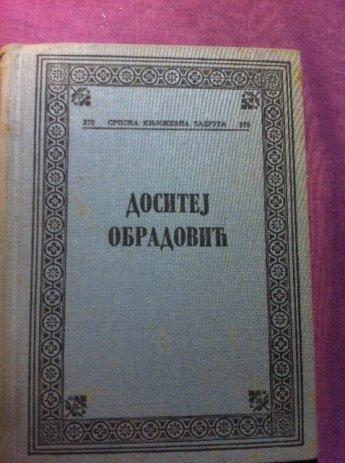 370 СРПСКА КЊИЖЕВНА ЗАДРУГА 370
ДОСИТЕЈ
ОБРАДОВИЋ